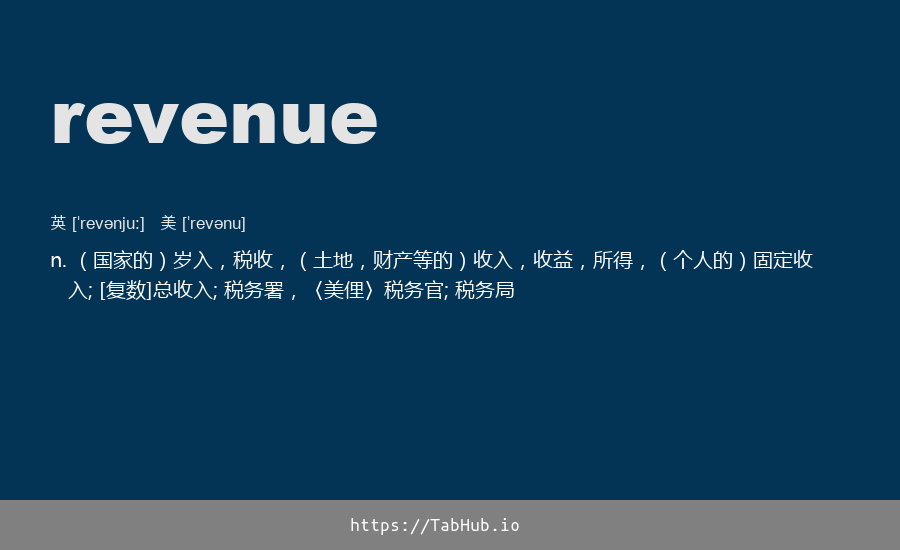 revenue
英 [ˈrevənju:] 美 [ˈrevənu]
n. （国家的）岁入，税收，（土地，财产等的）收入，收益，所得，（个人的）固定收
入; [复数]总收入; 税务署，〈美俚〉税务官; 税务局
https://TabHub.io